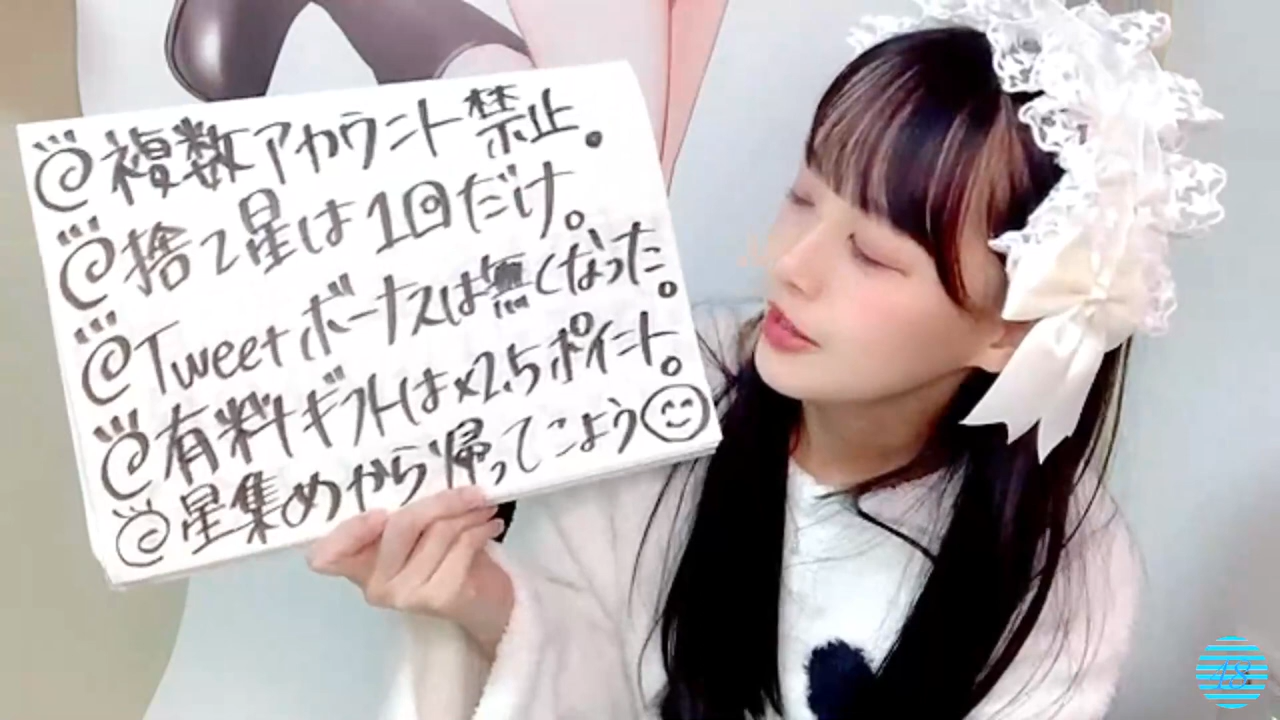 @複数アカウント禁止。
@捨て星は1回だけ。
@Tweetボーナスは無くなった。
@有料ギフトは×2.5ポイント。
@星集めから帰ってこよう
18